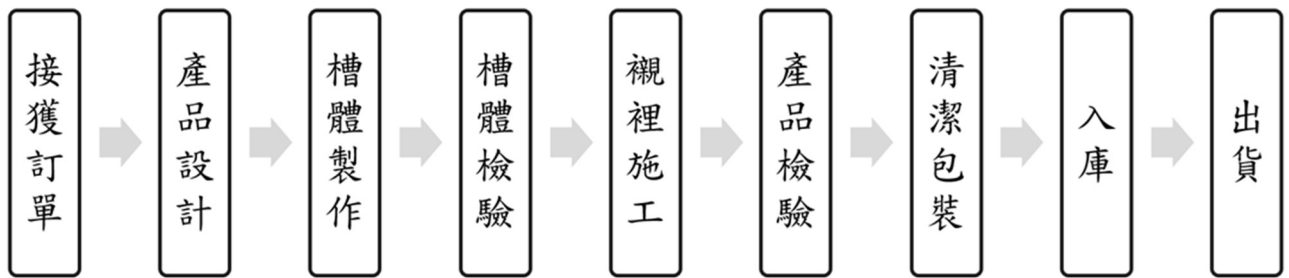 接獲訂單
產品設計
槽體製作
槽體檢驗
襯裡施工
產品檢驗
清潔包裝
入庫
出貨